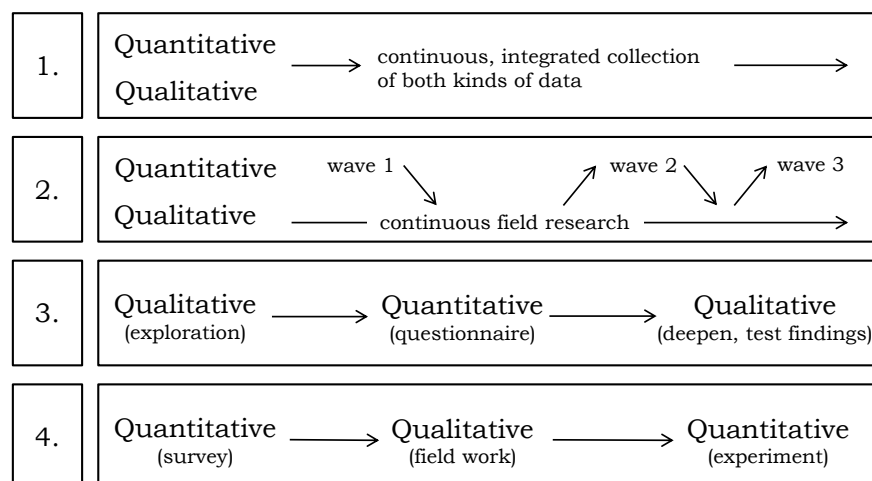 1.
Quantitative
Qualitative
continuous, integrated collection
of both kinds of data
2.
Quantitative
wave 1
wave 2
wave 3
Qualitative
continuous field research
3.
Qualitative
(exploration)
Quantitative
(questionnaire)
Qualitative
(deepen, test findings)
4.
Quantitative
(survey)
Qualitative
(field work)
Quantitative
(experiment)